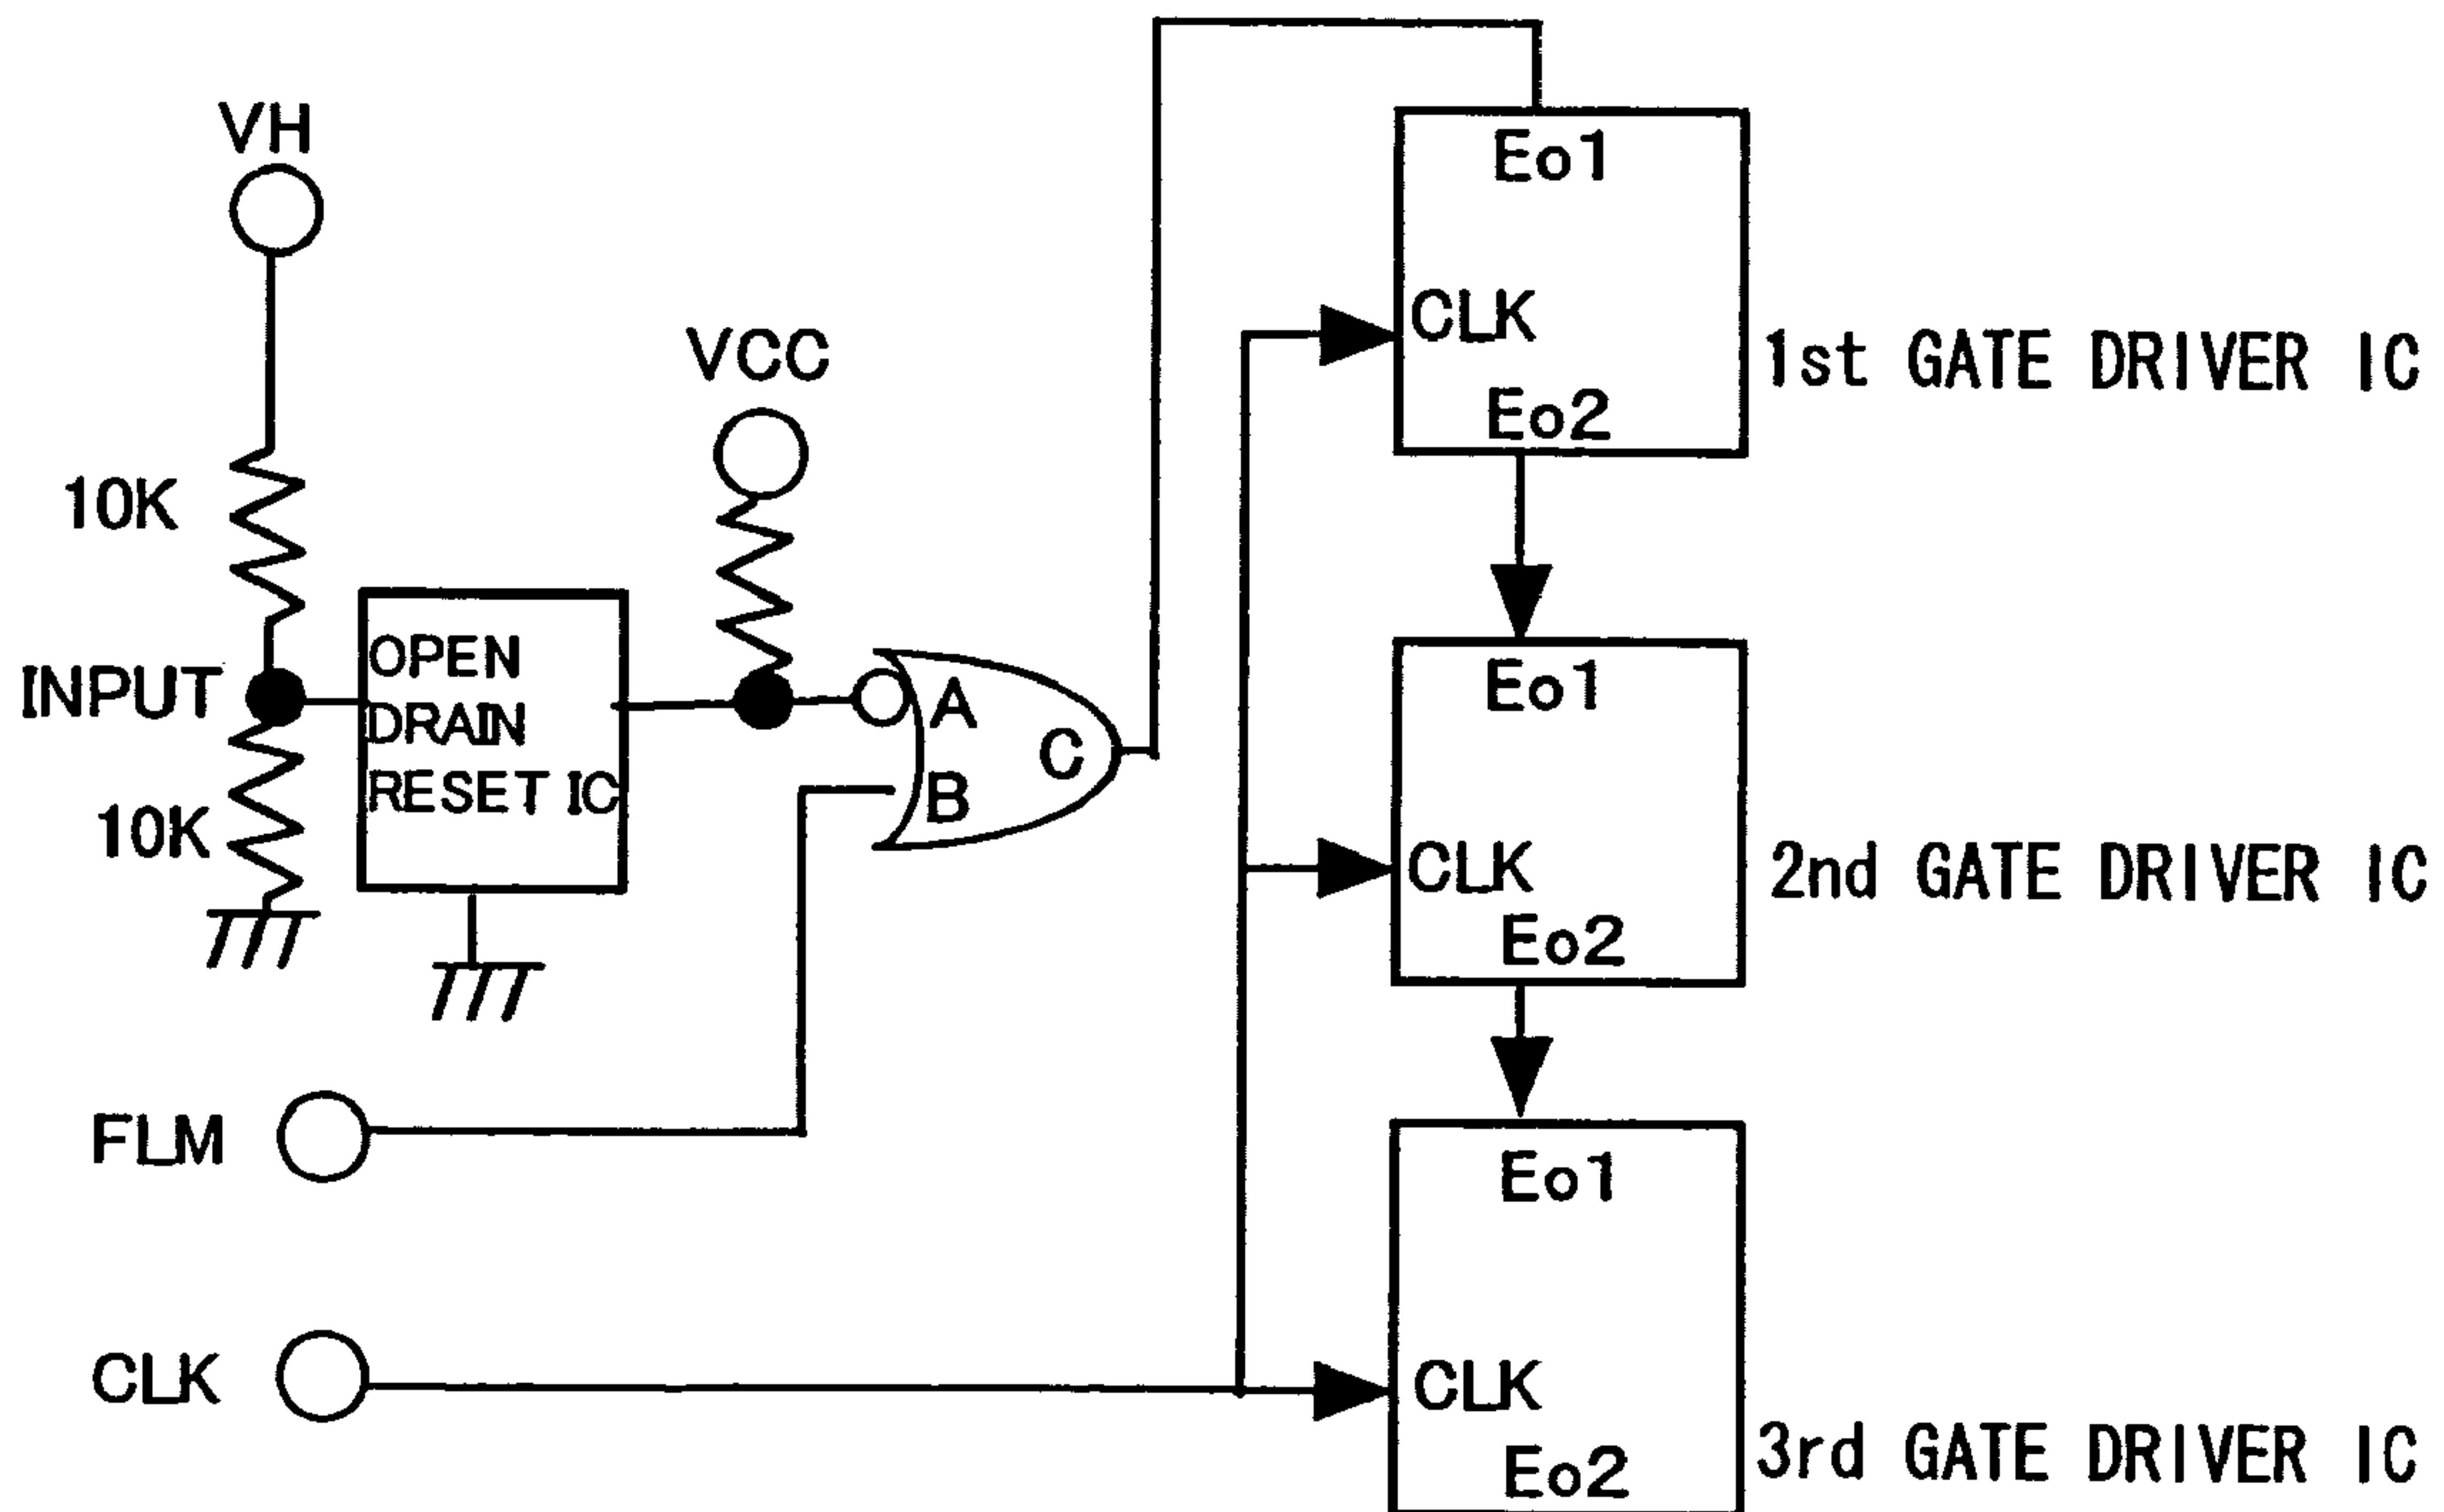 VH
10K
INPUT
10K
OPEN
DRAIN
RESET IC
VCC
A
B
C
FLM
CLK
Eo1
CLK
Eo2
1st GATE DRIVER IC
Eo1
CLK
Eo2
2nd GATE DRIVER IC
Eo1
CLK
Eo2
3rd GATE DRIVER IC